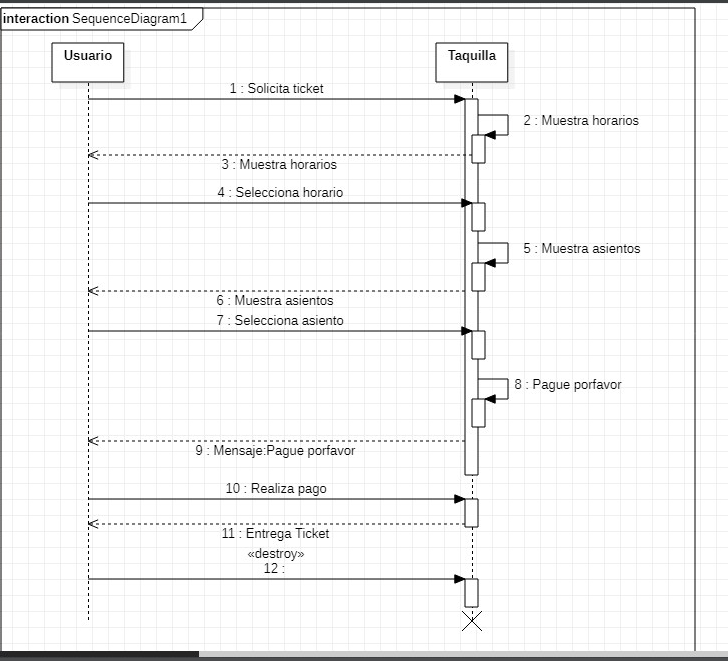 interaction SequenceDiagram1
Usuario
Taquilla
1 : Solicita ticket
2 : Muestra horarios
3 : Muestra horarios
4 : Selecciona horario
5 : Muestra asientos
6 : Muestra asientos
7 : Selecciona asiento
8 : Pague porfavor
9 : Mensaje:Pague porfavor
10 : Realiza pago
11 : Entrega Ticket
«destroy»
12 :